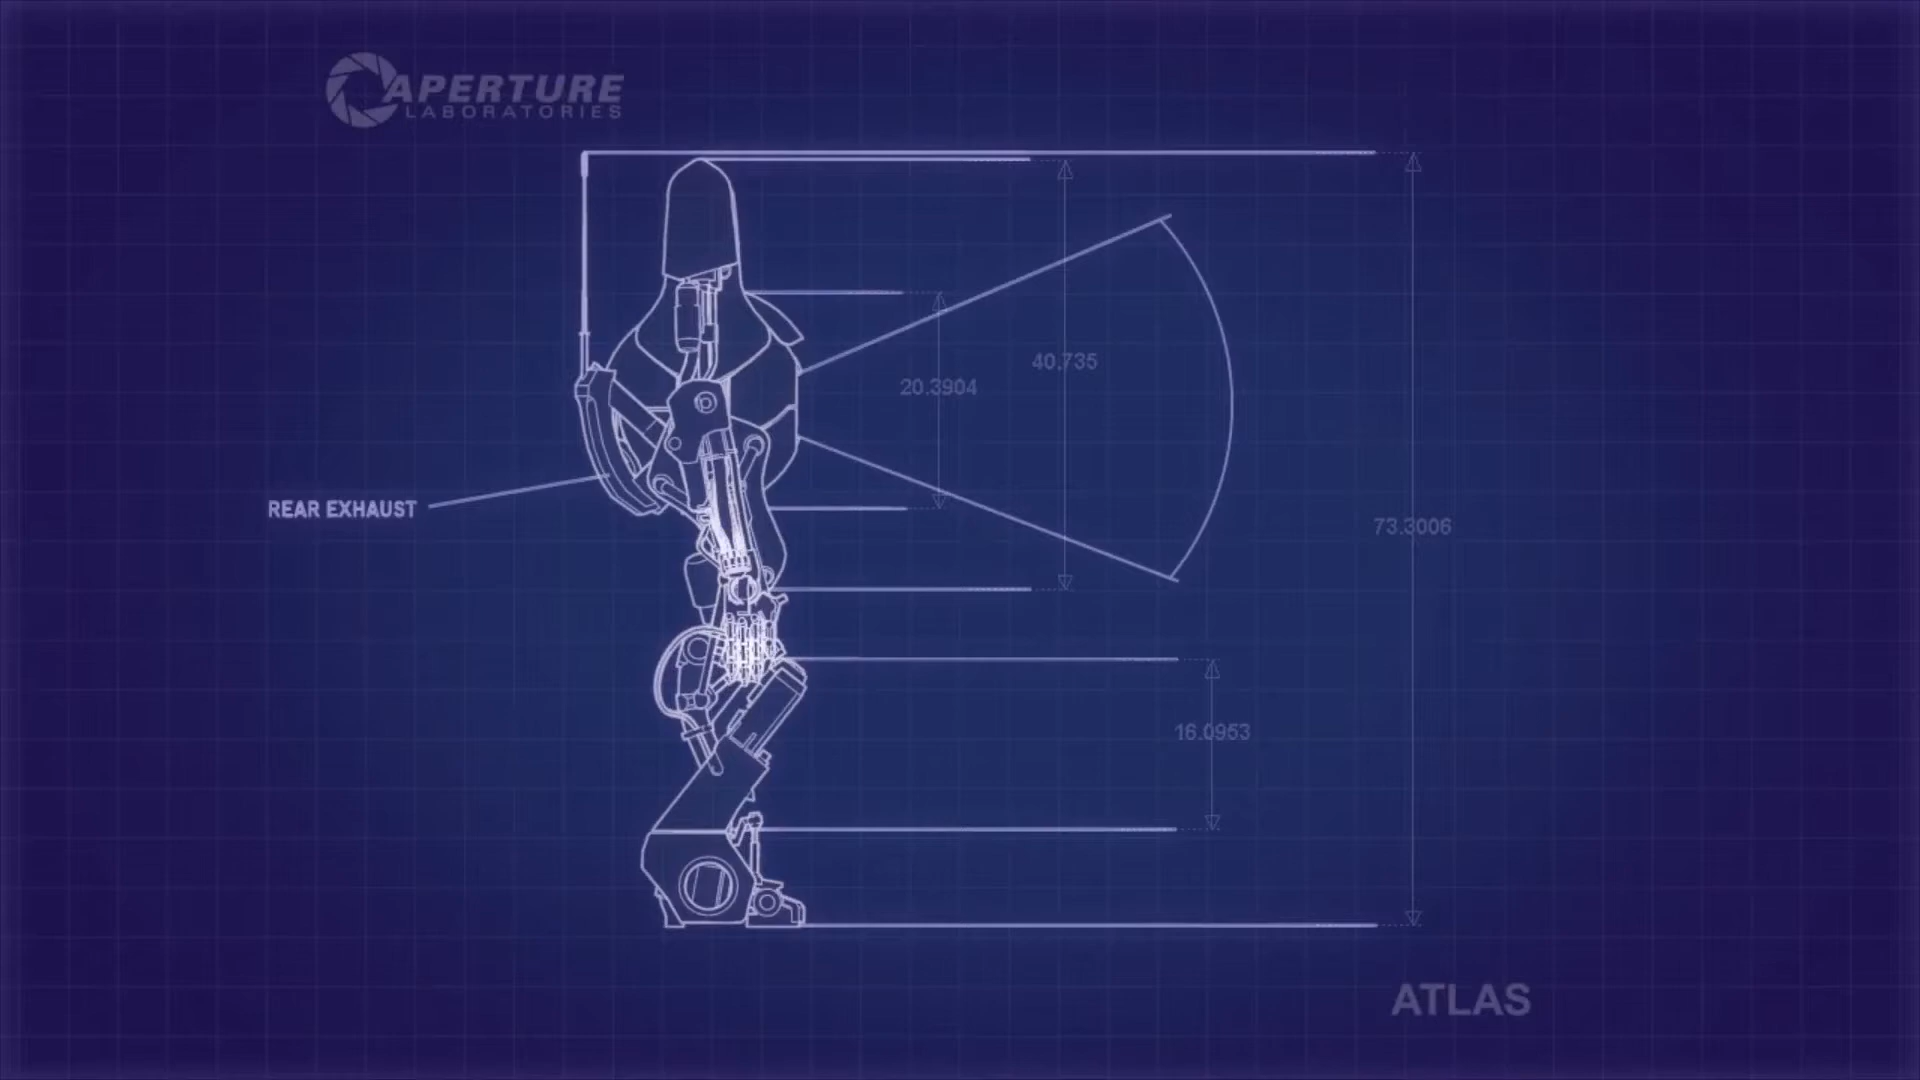 APERTURE
LABORATORIES
40.735
20.3904
REAR EXHAUST
73.3006
16.0953
ATLAS